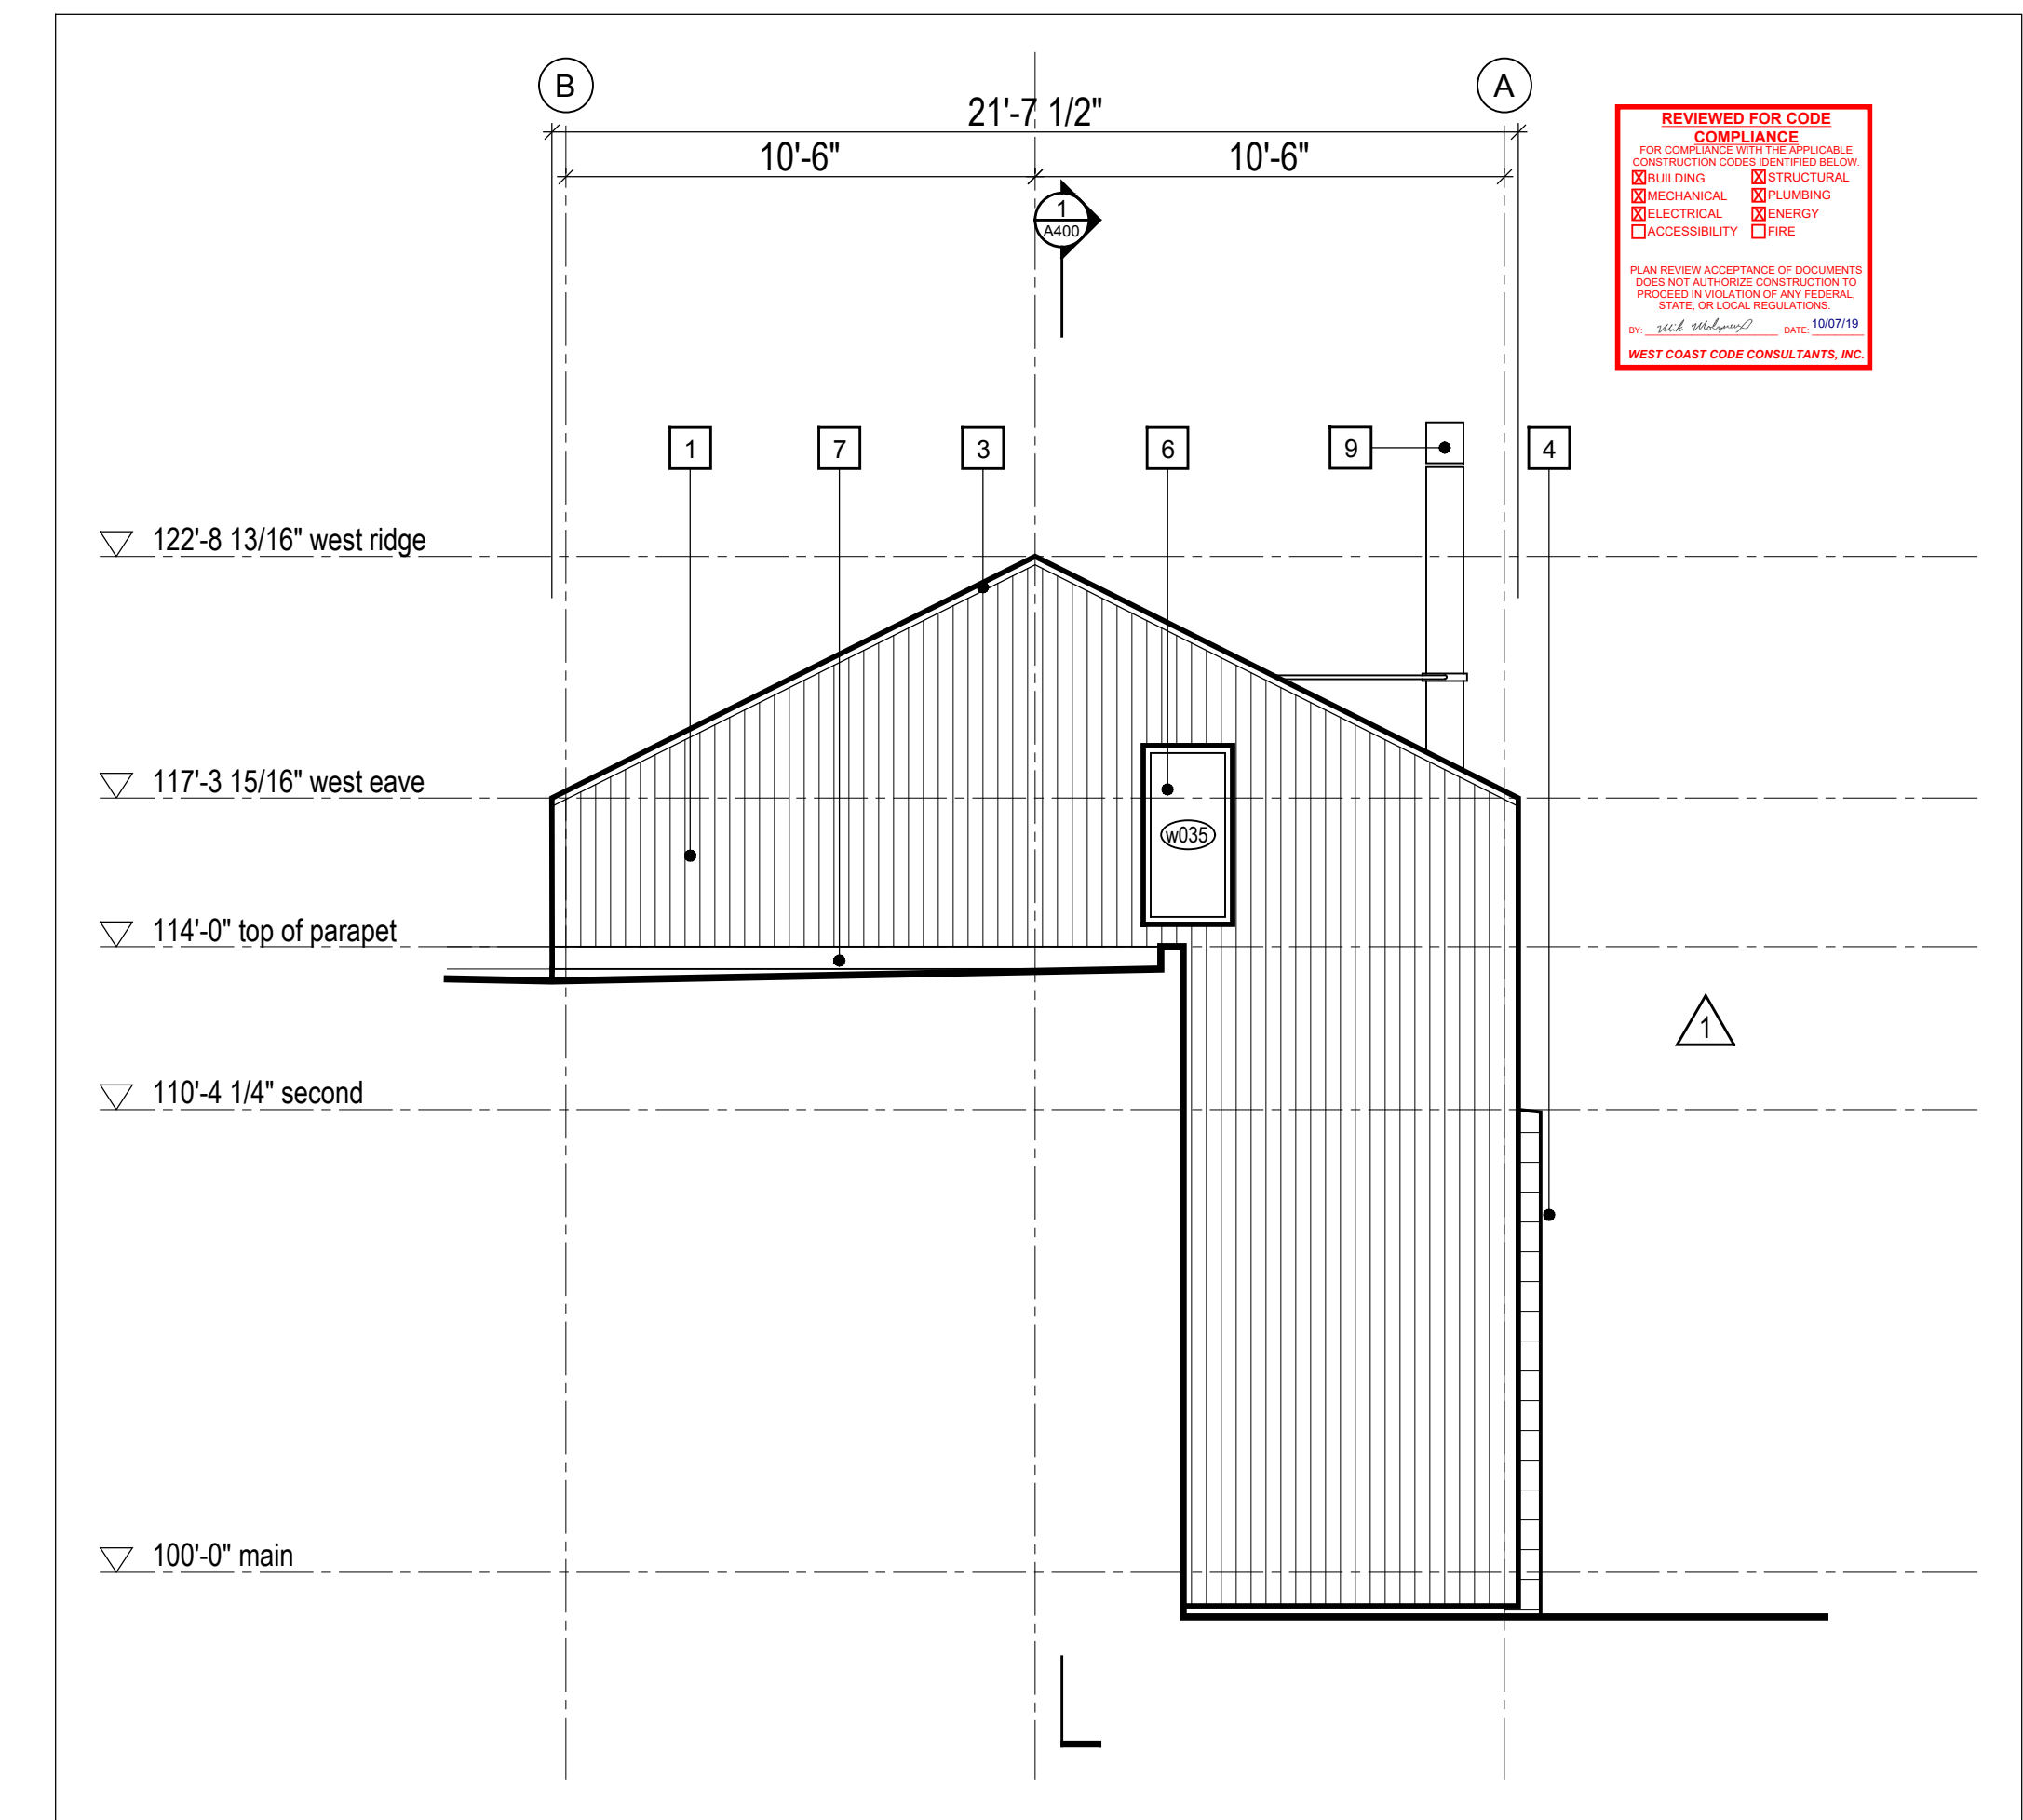 B
A
21'-7 1/2"
10'-6"
10'-6"
1
A400
REVIEWED FOR CODE
COMPLIANCE
FOR COMPLIANCE WITH THE APPLICABLE
CONSTRUCTION CODES IDENTIFIED BELOW.
X BUILDING X STRUCTURAL
X MECHANICAL X PLUMBING
X ELECTRICAL X ENERGY
ACCESSIBILITY FIRE
PLAN REVIEW ACCEPTANCE OF DOCUMENTS
DOES NOT AUTHORIZE CONSTRUCTION TO
PROCEED IN VIOLATION OF ANY FEDERAL,
STATE, OR LOCAL REGULATIONS.
BY: DATE: 10/07/19
WEST COAST CODE CONSULTANTS, INC.
1 7 3 6 9 4
122'-8 13/16" west ridge
117'-3 15/16" west eave
w035
114'-0" top of parapet
1
110'-4 1/4" second
100'-0" main